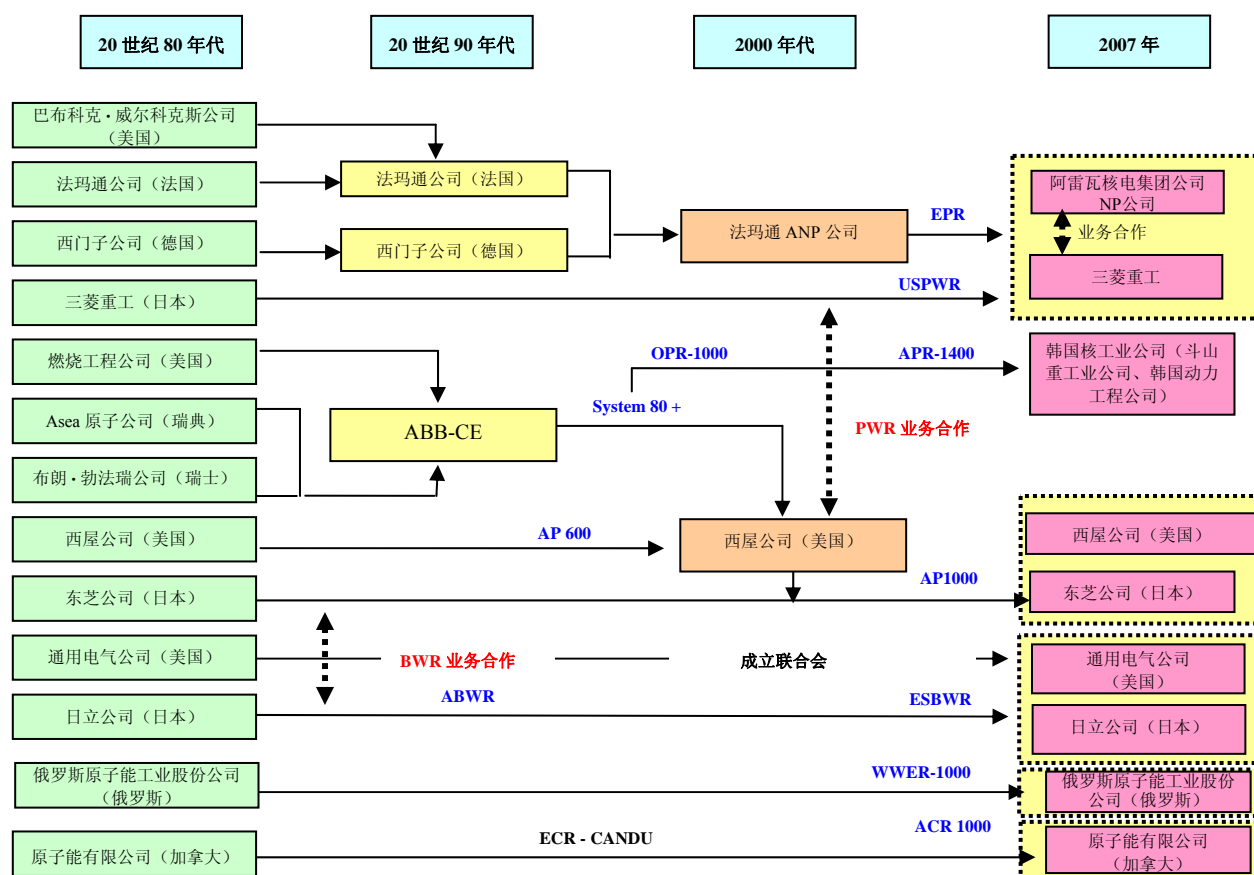 20 世纪 80 年代
20 世纪 90 年代
2000 年代
2007 年
巴布科克·威尔科克斯公司
（美国）
法玛通公司（法国）
法玛通公司（法国）
阿雷瓦核电集团公司
NP公司
EPR
西门子公司（德国）
西门子公司（德国）
法玛通 ANP 公司
业务合作
三菱重工
USPWR
三菱重工（日本）
燃烧工程公司（美国）
OPR-1000
APR-1400
韩国核工业公司（斗山
重工业公司、韩国动力
工程公司）
Asea 原子公司（瑞典）
ABB-CE
System 80 +
PWR 业务合作
布朗·勃法瑞公司（瑞士）
西屋公司（美国）
AP 600
西屋公司（美国）
西屋公司（美国）
AP1000
东芝公司（日本）
东芝公司（日本）
通用电气公司（美国）
BWR 业务合作
成立联合会
通用电气公司
（美国）
ABWR
ESBWR
日立公司（日本）
日立公司（日本）
WWER-1000
俄罗斯原子能工业股份公司
（俄罗斯）
俄罗斯原子能工业股份
公司（俄罗斯）
ACR 1000
ECR - CANDU
原子能有限公司（加拿大）
原子能有限公司
（加拿大）